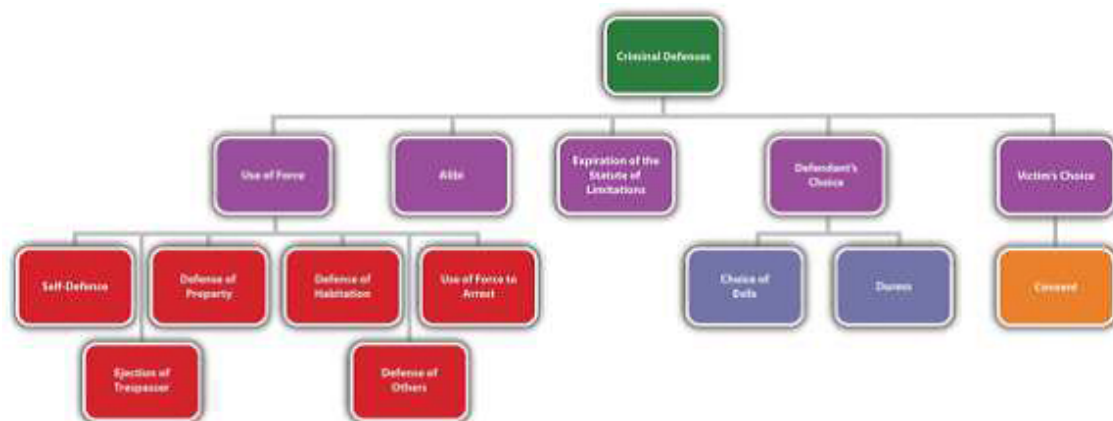 Criminal Defenses
Use of Force
Alibi
Expiration of the
Statute of
Limitations
Defendant's
Choice
Victim's Choice
Self-Defence
Defense of
Property
Defense of
Habitation
Use of Force to
Arrest
Choice of
Evils
Duress
Consent
Ejection of
Trespasser
Defense of
Others